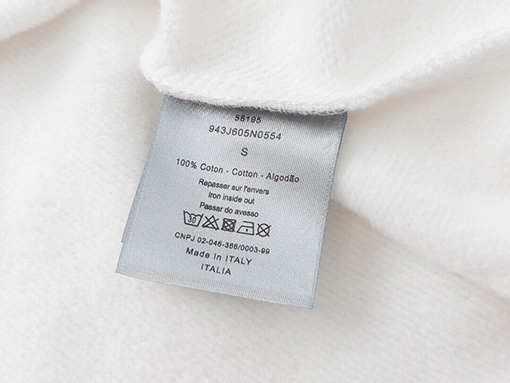 58195
943J605N0554
S
100% Coton - Cotton - Algodão
Repasser sur l'envers
Iron inside out
Passar do avesso
30
CNPJ 02-046-366/0003-99
Made In ITALY
ITALIA